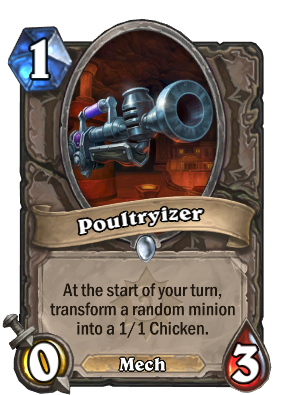 1
Poultryizer
At the start of your turn,
transform a random minion
into a 1/1 Chicken.
0
Mech
3